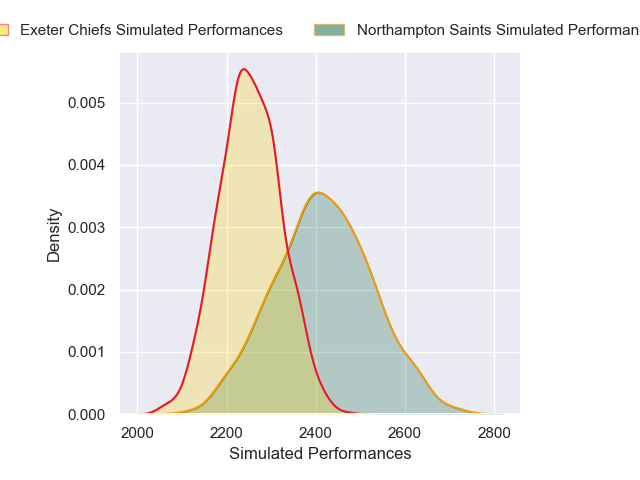 Exeter Chiefs Simulated Performances
Northampton Saints Simulated
0.005
0.004
0.003
0.002
0.001
0.000
Density
2000 2200 2400 2600 2800
Simulated Performances